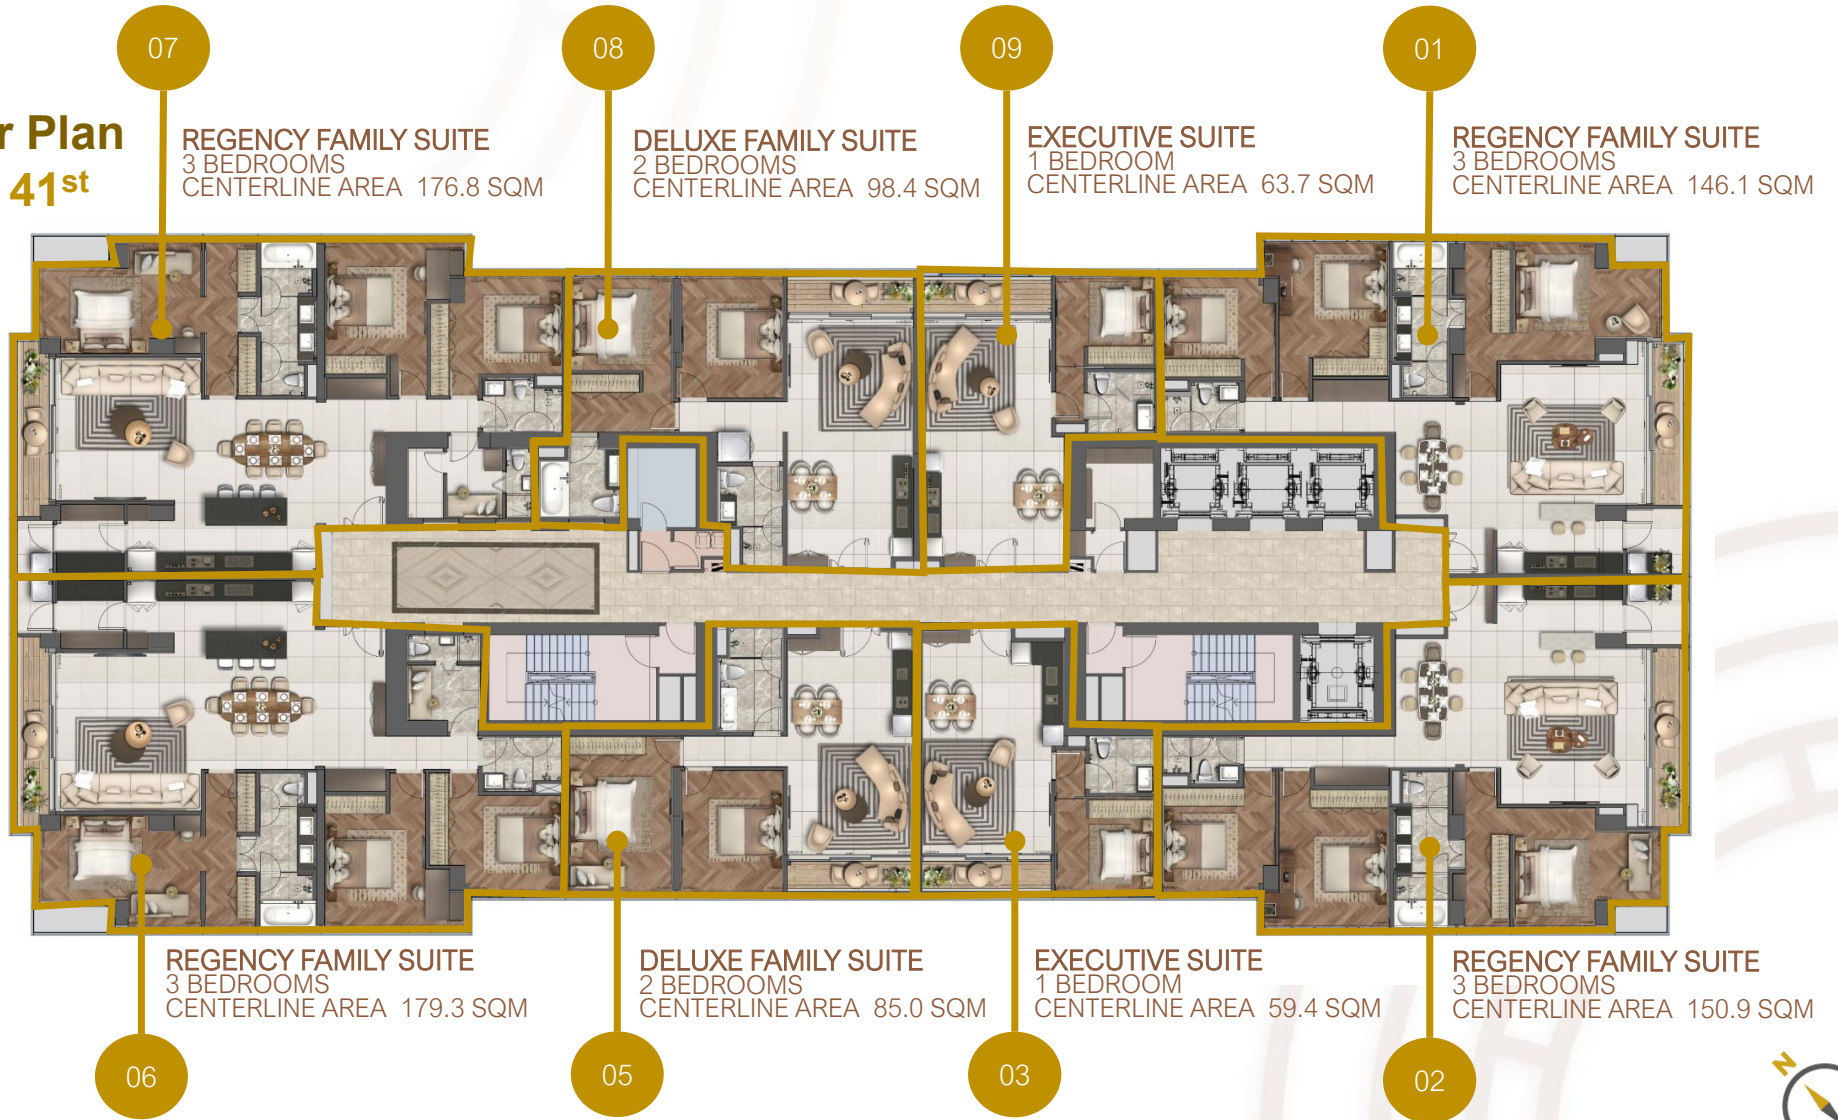 07
08
09
01
r Plan
41st
REGENCY FAMILY SUITE
3 BEDROOMS
CENTERLINE AREA 176.8 SQM
DELUXE FAMILY SUITE
2 BEDROOMS
CENTERLINE AREA 98.4 SQM
EXECUTIVE SUITE
1 BEDROOM
CENTERLINE AREA 63.7 SQM
REGENCY FAMILY SUITE
3 BEDROOMS
CENTERLINE AREA 146.1 SQM
REGENCY FAMILY SUITE
3 BEDROOMS
CENTERLINE AREA 179.3 SQM
DELUXE FAMILY SUITE
2 BEDROOMS
CENTERLINE AREA 85.0 SQM
EXECUTIVE SUITE
1 BEDROOM
CENTERLINE AREA 59.4 SQM
REGENCY FAMILY SUITE
3 BEDROOMS
CENTERLINE AREA 150.9 SQM
06
05
03
02
N